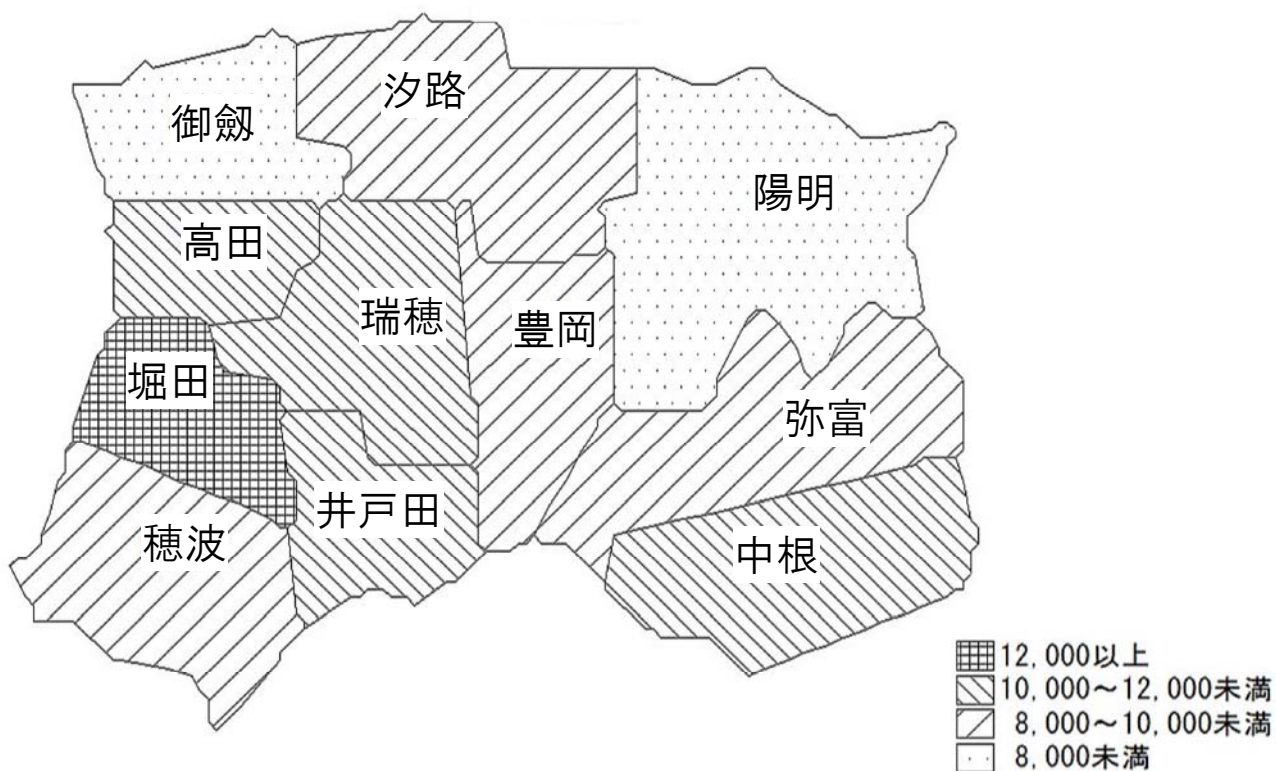 汐路
御劔
陽明
高田
瑞穂
豊岡
堀田
弥富
井戸田
穂波
中根
12,000以上
10,000～12,000未満
8,000～10,000未満
8,000未満